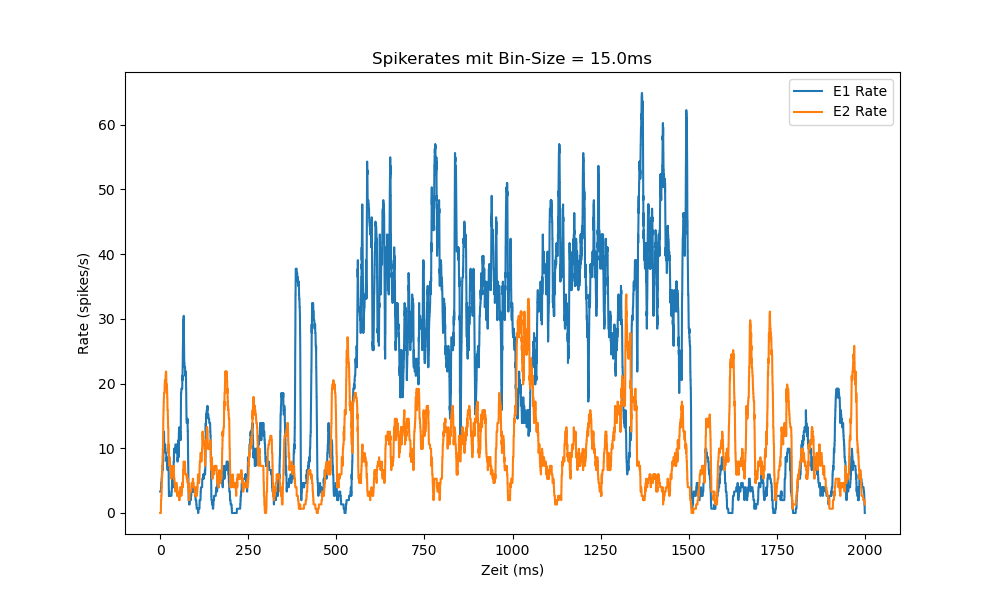 Spikerates mit Bin-Size = 15.0ms
E1 Rate
E2 Rate
Rate (spikes/s)
60
50
40
30
20
10
0
0 250 500 750 1000 1250 1500 1750 2000
Zeit (ms)